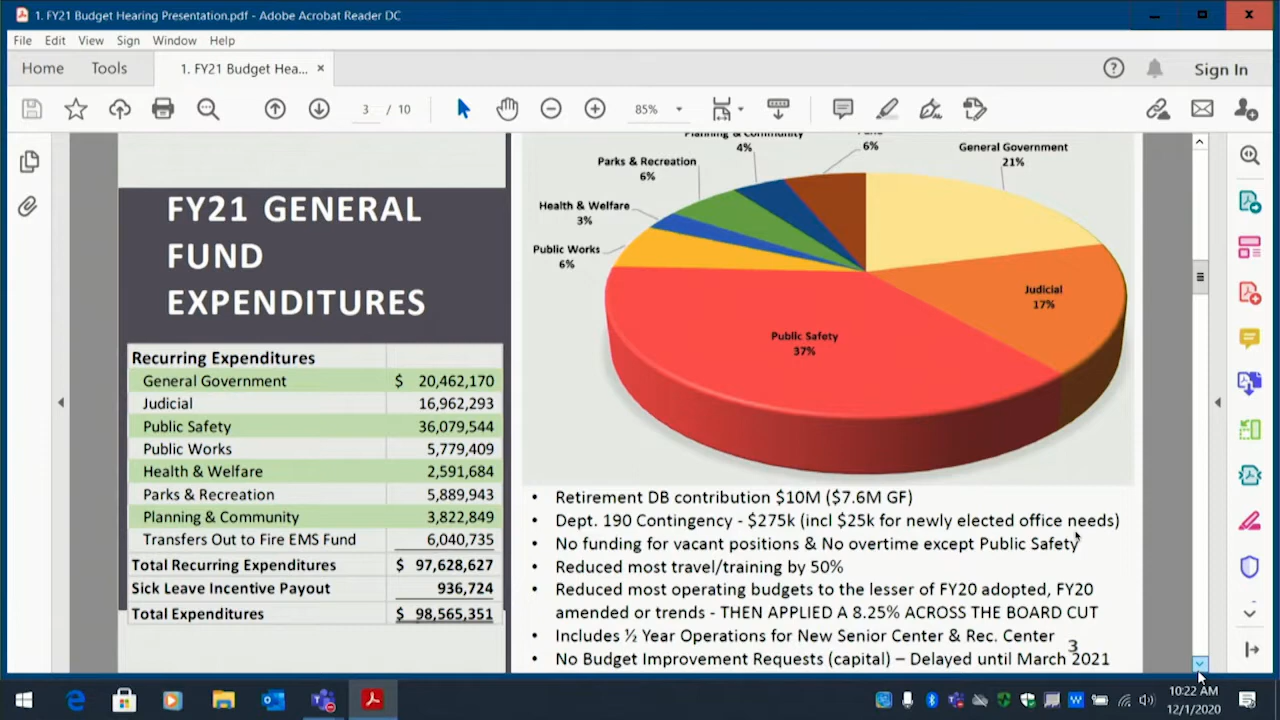 1. FY21 Budget Hearing Presentation.pdf - Adobe Acrobat Reader DC
File Edit View Sign Window Help
Home Tools 1. FY21 Budget Hea... × Sign In
3 / 10 85%
FY21 GENERAL
FUND
EXPENDITURES
Recurring Expenditures
General Government $ 20,462,170
Judicial 16,962,293
Public Safety 36,079,544
Public Works 5,779,409
Health & Welfare 2,591,684
Parks & Recreation 5,889,943
Planning & Community 3,822,849
Transfers Out to Fire EMS Fund 6,040,735
Total Recurring Expenditures $ 97,628,627
Sick Leave Incentive Payout 936,724
Total Expenditures $ 98,565,351
Planning & Community
4%
6%
General Government
21%
Parks & Recreation
6%
Health & Welfare
3%
Public Works
6%
Judicial
17%
Public Safety
37%
• Retirement DB contribution $10M ($7.6M GF)
• Dept. 190 Contingency - $275k (incl $25k for newly elected office needs)
• No funding for vacant positions & No overtime except Public Safety
• Reduced most travel/training by 50%
• Reduced most operating budgets to the lesser of FY20 adopted, FY20
amended or trends - THEN APPLIED A 8.25% ACROSS THE BOARD CUT
• Includes ½ Year Operations for New Senior Center & Rec. Center
• No Budget Improvement Requests (capital) – Delayed until March 2021
3
10:22 AM
12/1/2020